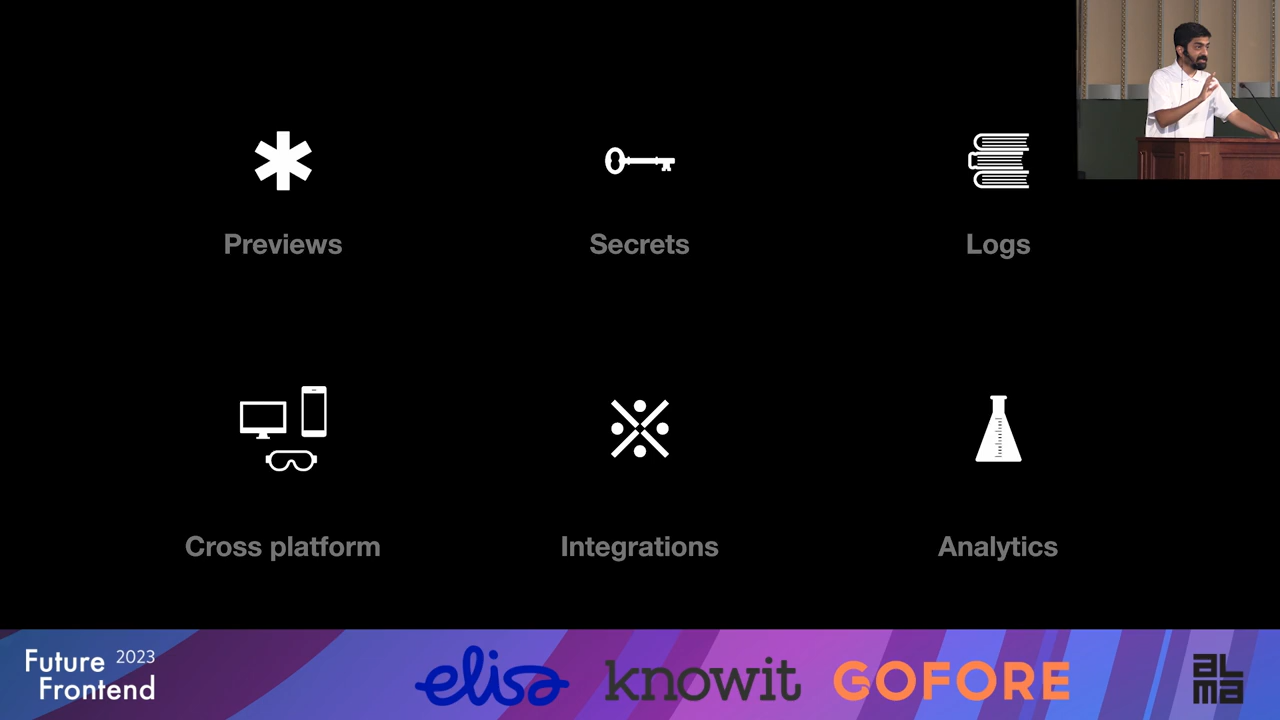 Previews
Secrets
Logs
Cross platform
Integrations
Analytics
Future 2023
Frontend
elisa
knowit
GOFORE
aLma